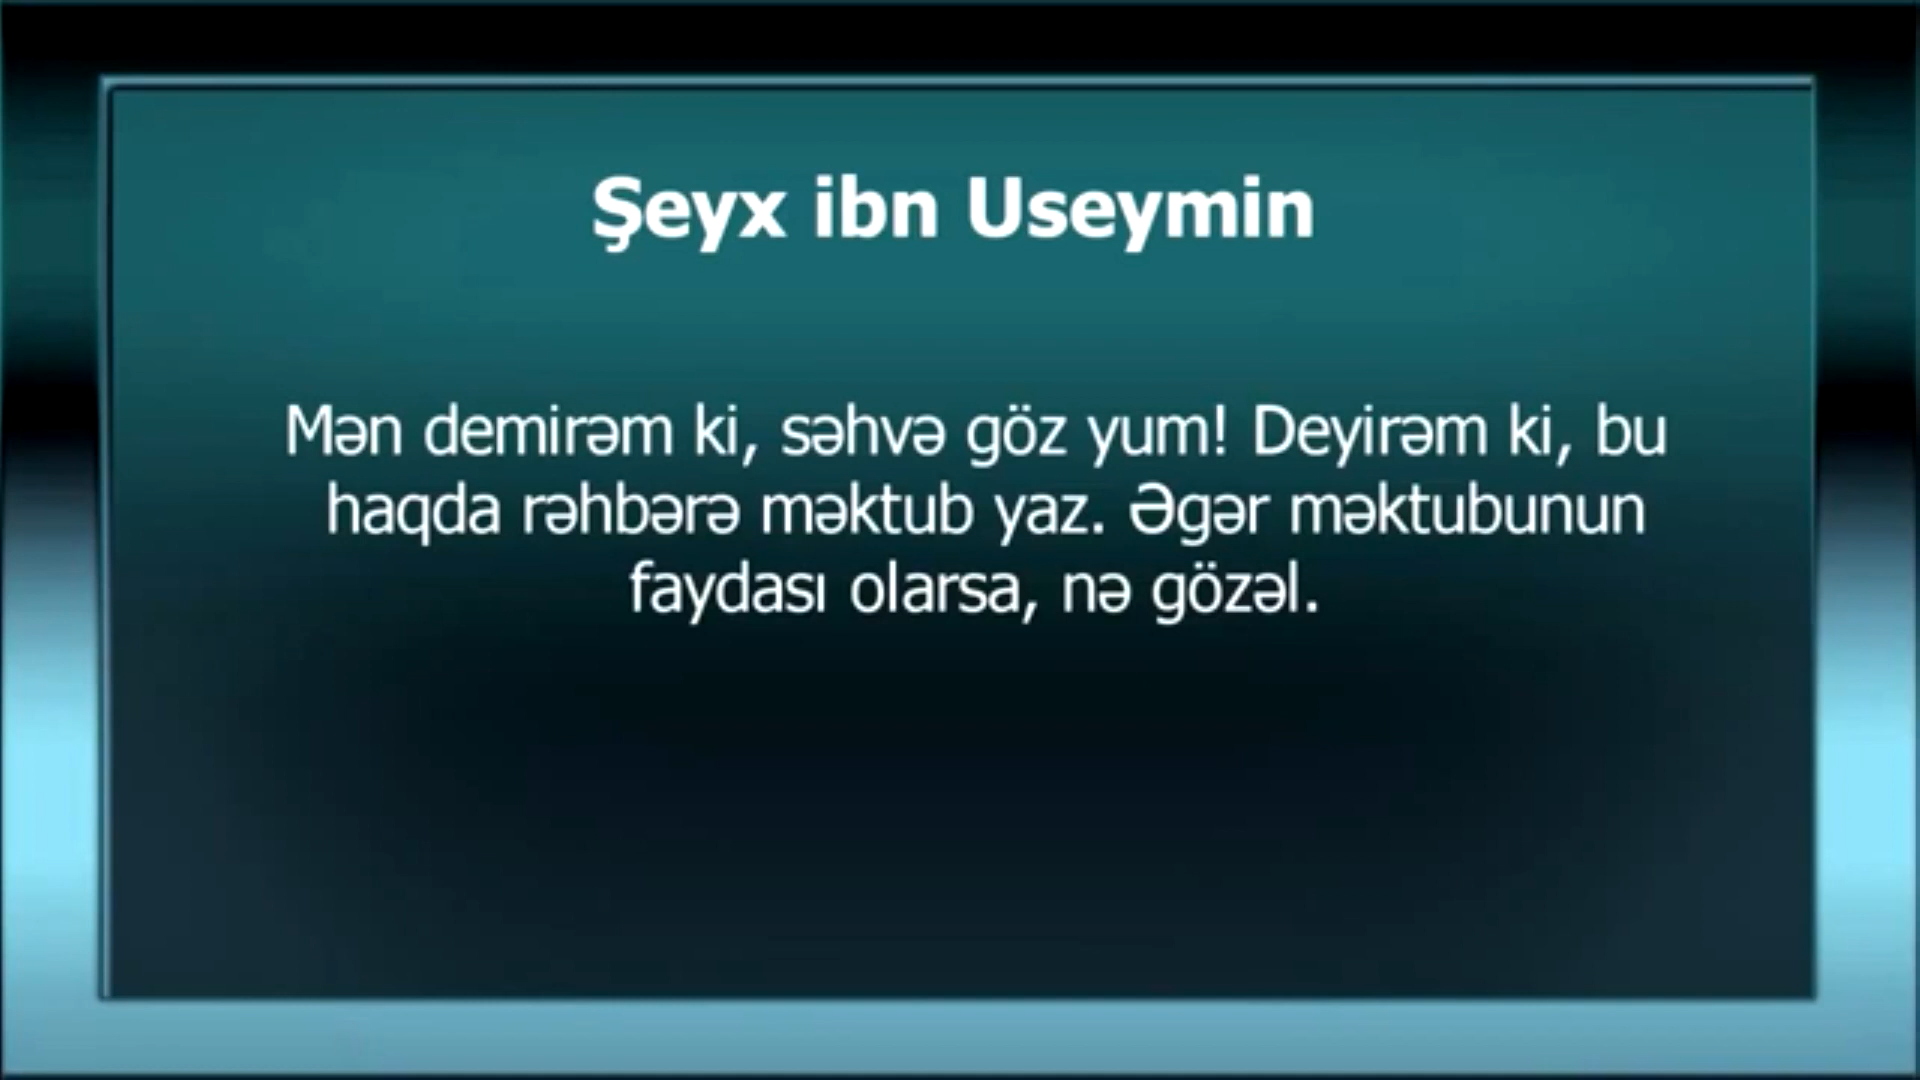 Şeyx ibn Useymin
Mən demirəm ki, səhvə göz yum! Deyirəm ki, bu
haqda rəhbərə məktub yaz. Əgər məktubunun
faydası olarsa, nə gözəl.